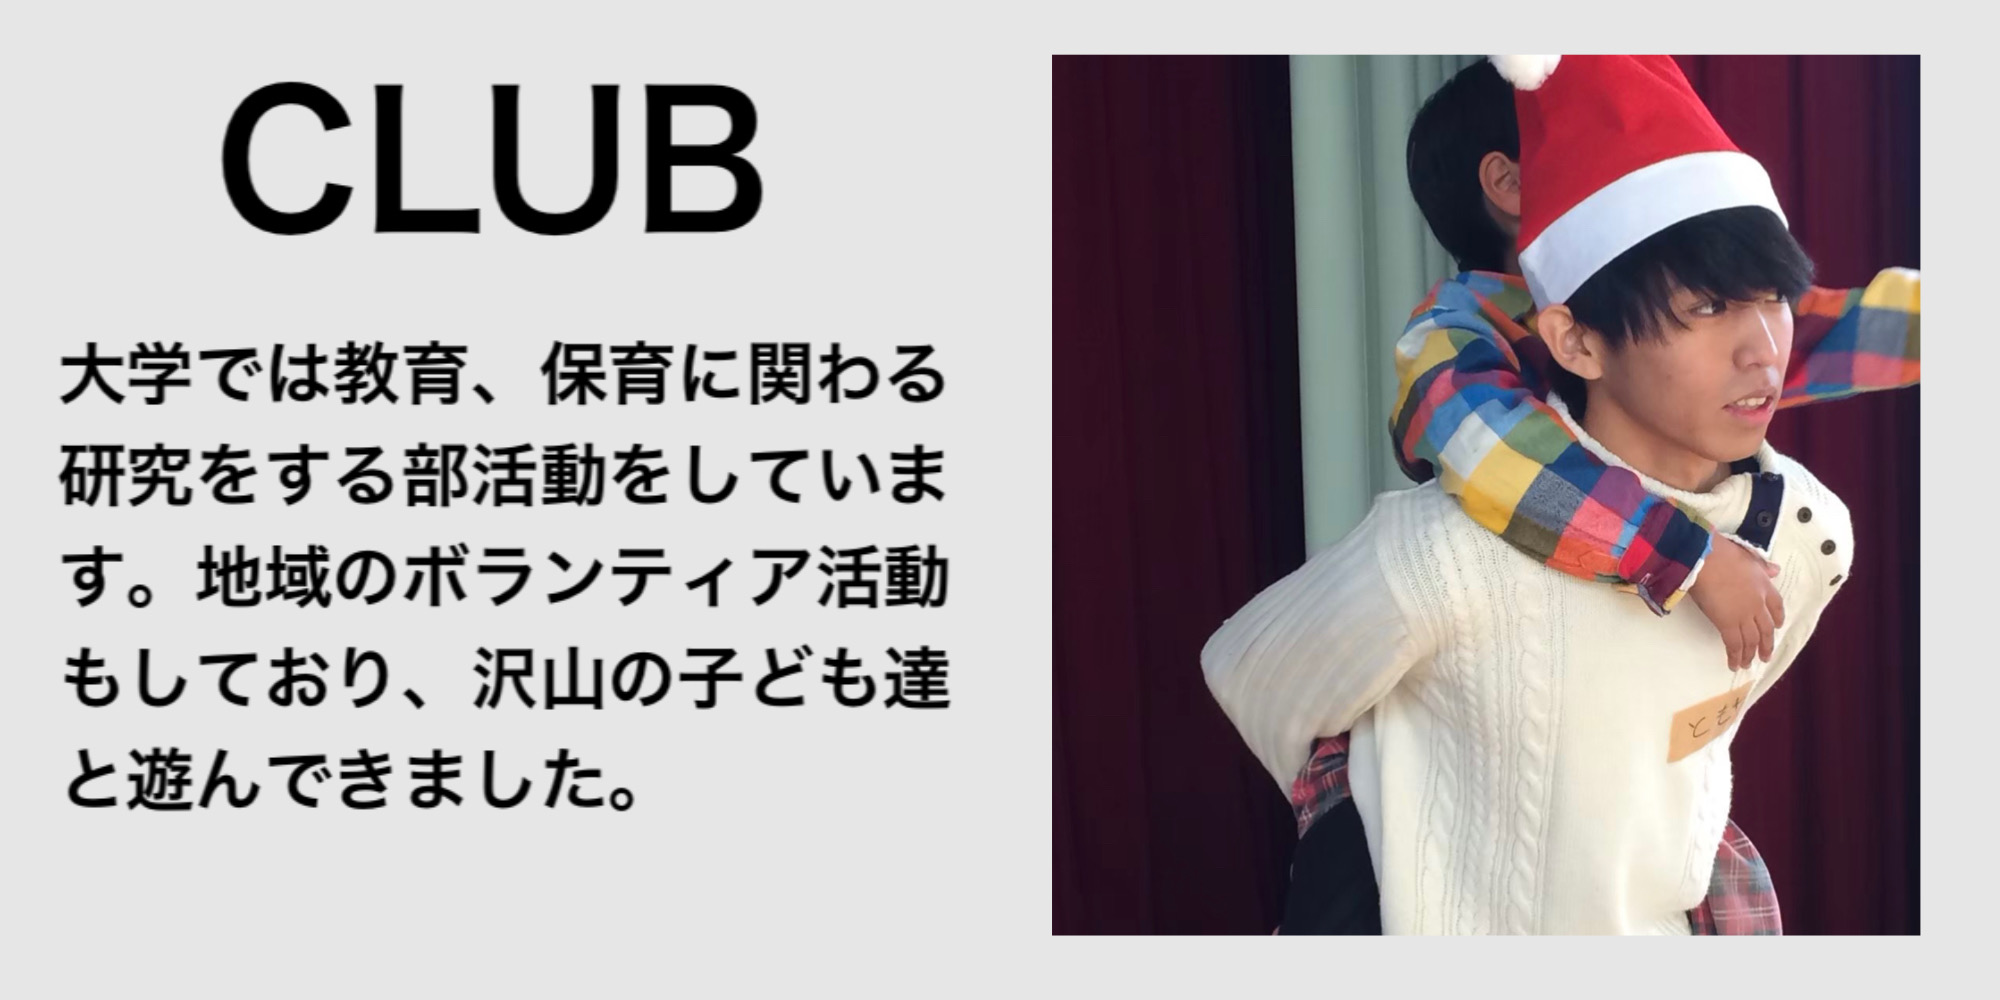 CLUB
大学では教育、保育に関わる
研究をする部活動をしていま
す。地域のボランティア活動
もしており、沢山の子ども達
と遊んできました。